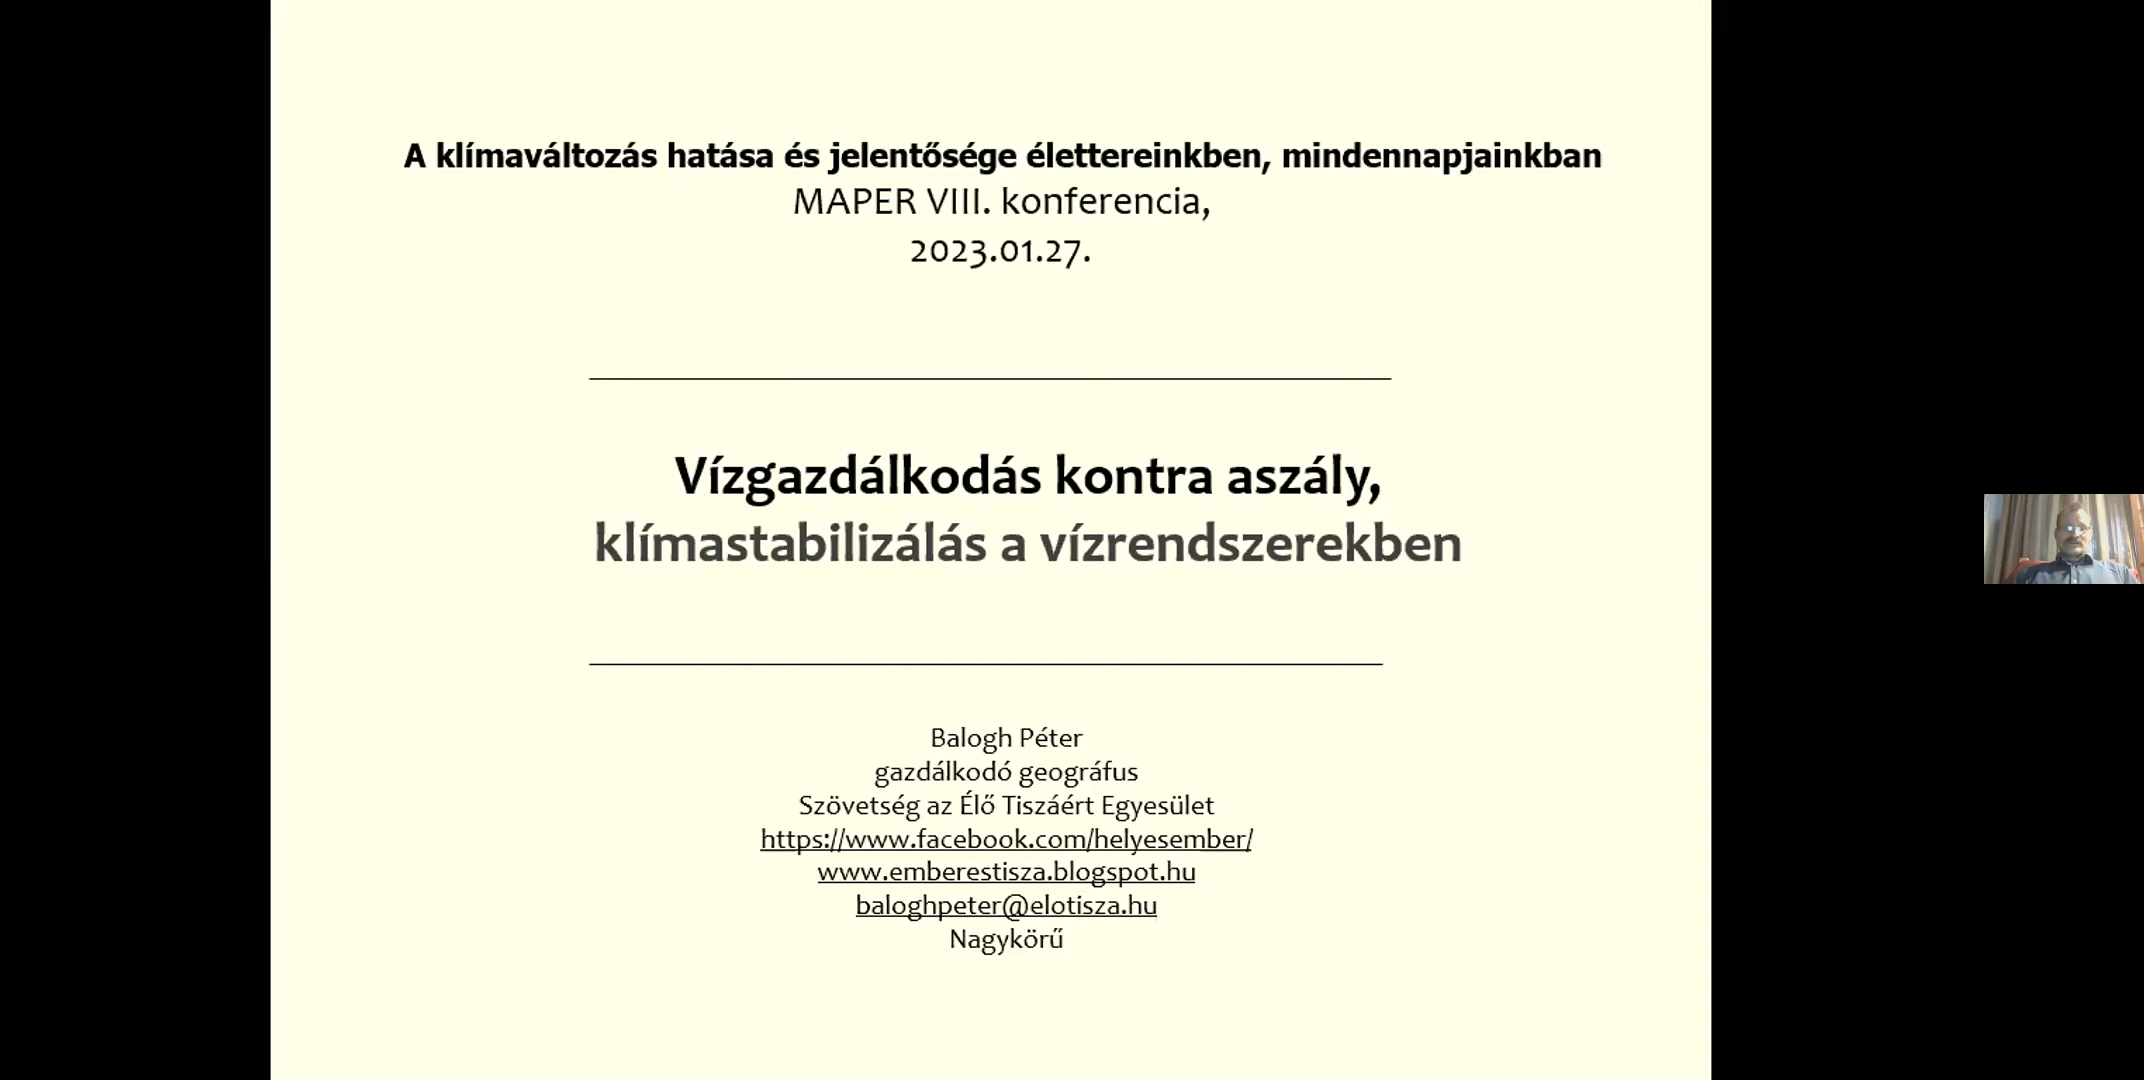 A klímaváltozás hatása és jelentősége élettereinkben, mindennapjainkban
MAPER VIII. konferencia,
2023.01.27.
Vízgazdálkodás kontra aszály,
klímastabilizálás a vízrendszerekben
Balogh Péter
gazdálkodó geográfus
Szövetség az Élő Tiszáért Egyesület
https://www.facebook.com/helyesember/
www.emberestisza.blogspot.hu
baloghpeter@elotisza.hu
Nagykörű